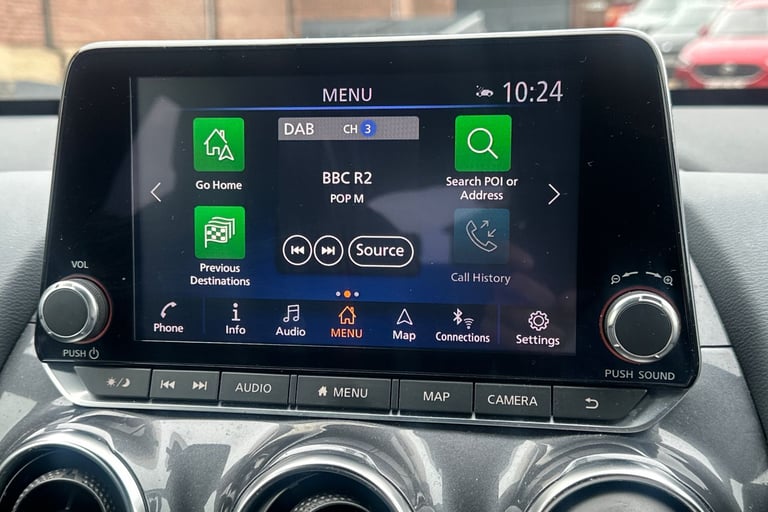 MENU
10:24
Go Home
DAB
CH 3
Search POI or
Address
BBC R2
POP M
Previous
Destinations
Source
Call History
Phone
Info
Audio
MENU
Map
Connections
Settings
VOL
PUSH
PUSH SOUND
AUDIO
MENU
MAP
CAMERA